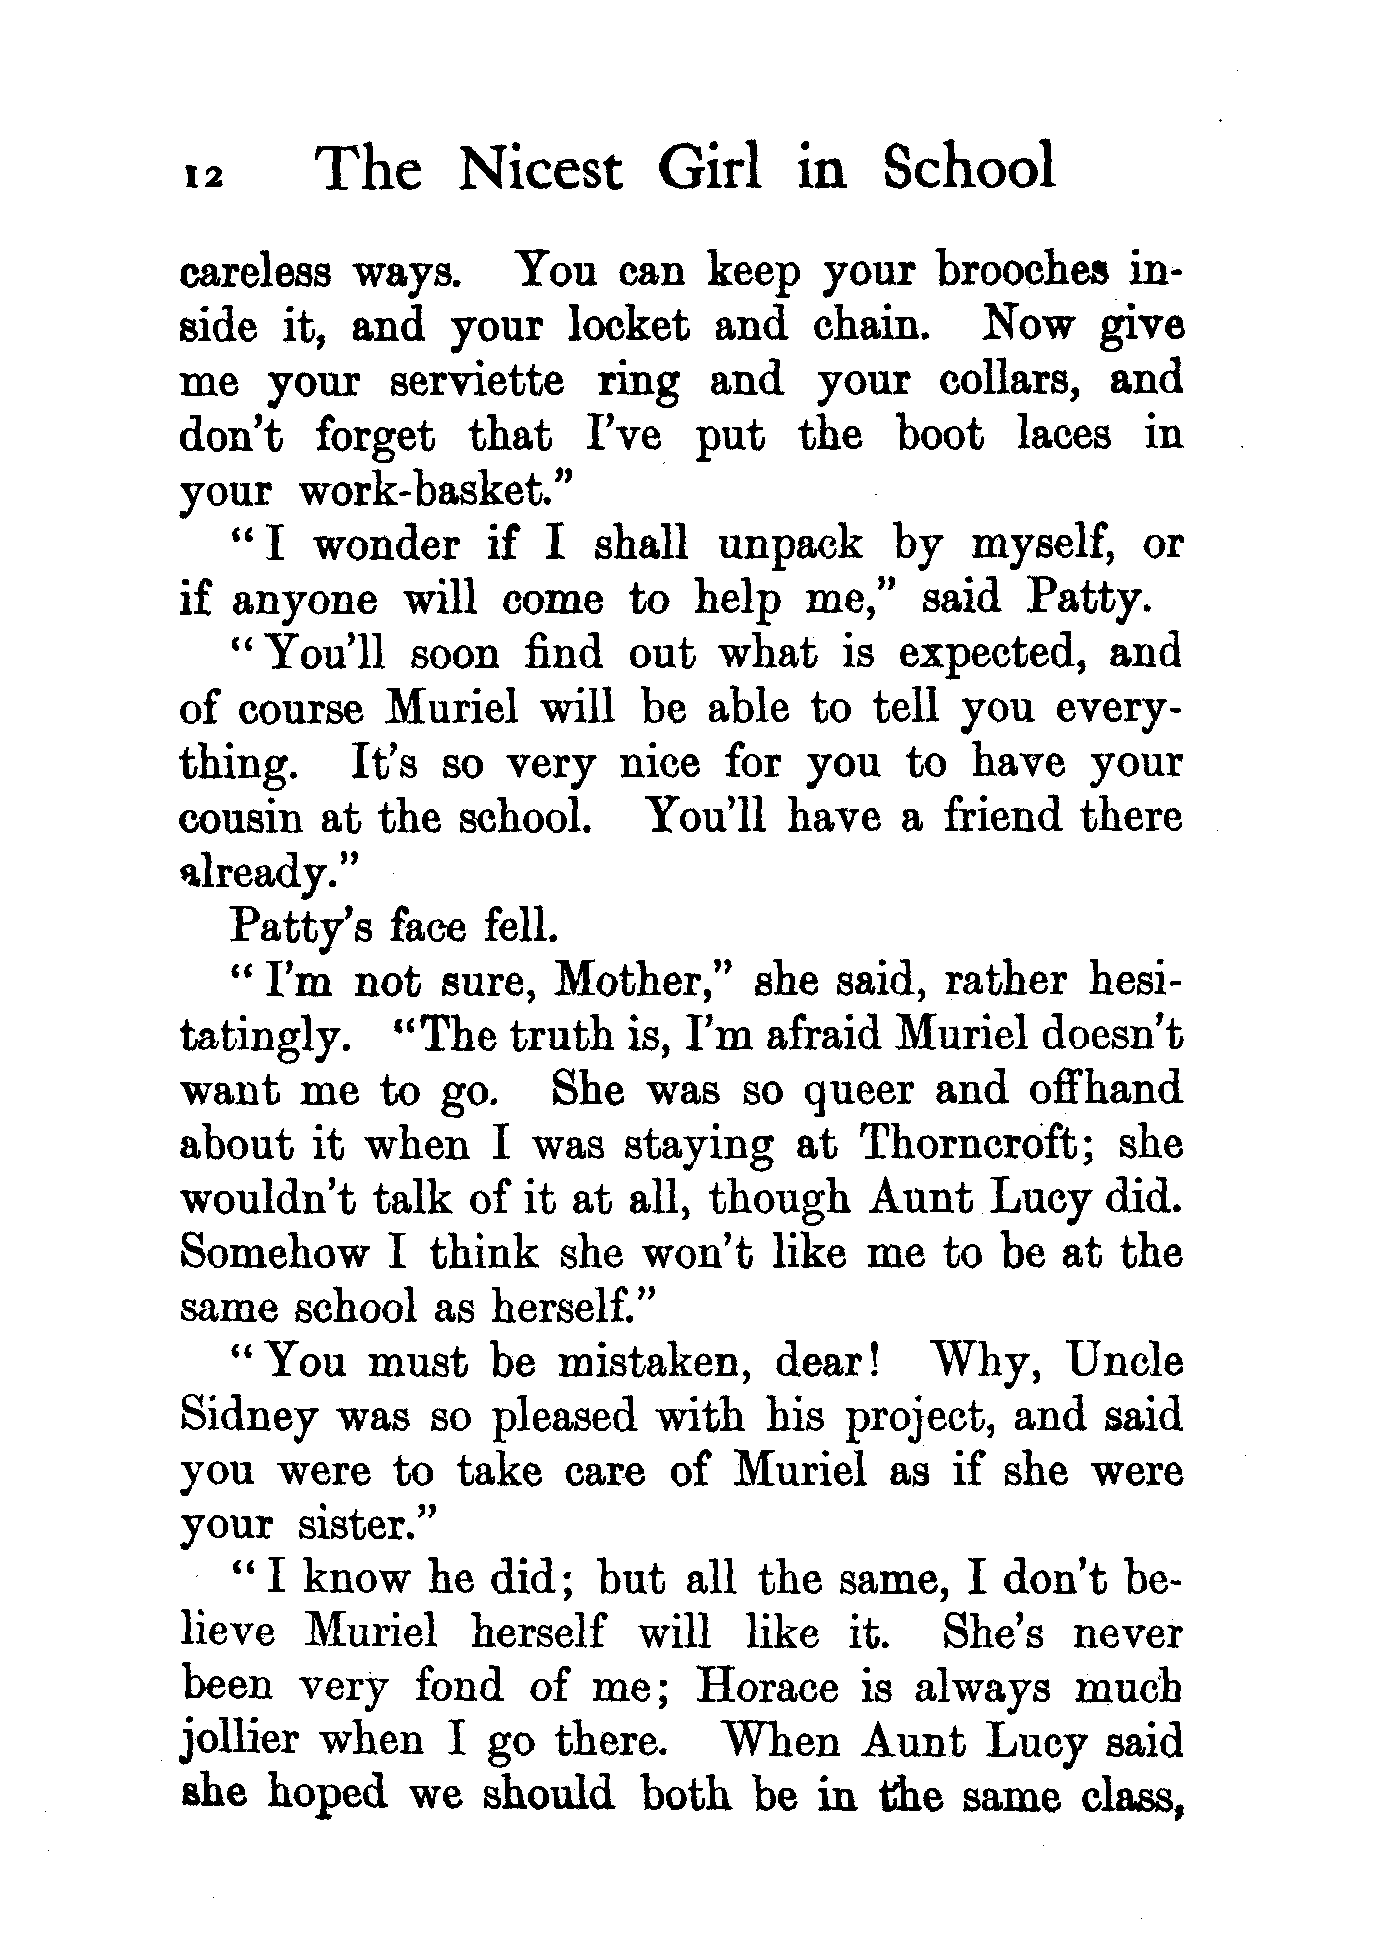 12 The Nicest Girl in School
careless ways. You can keep your brooches in-
side it, and your locket and chain. Now give
me your serviette ring and your collars, and
don't forget that I've put the boot laces in
your work-basket."
"I wonder if I shall unpack by myself, or
if anyone will come to help me," said Patty.
"You'll soon find out what is expected, and
of course Muriel will be able to tell you every-
thing. It's so very nice for you to have your
cousin at the school. You'll have a friend there
already."
Patty's face fell.
"I'm not sure, Mother," she said, rather hesi-
tatingly. "The truth is, I'm afraid Muriel doesn't
want me to go. She was so queer and offhand
about it when I was staying at Thorncroft; she
wouldn't talk of it at all, though Aunt Lucy did.
Somehow I think she won't like me to be at the
same school as herself."
"You must be mistaken, dear! Why, Uncle
Sidney was so pleased with his project, and said
you were to take care of Muriel as if she were
your sister."
"I know he did; but all the same, I don't be-
lieve Muriel herself will like it. She's never
been very fond of me; Horace is always much
jollier when I go there. When Aunt Lucy said
she hoped we should both be in the same class,